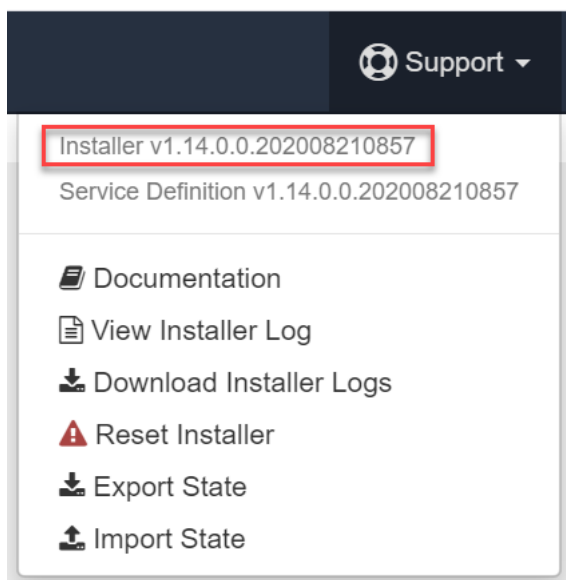 Support
Installer v1.14.0.0.202008210857
Service Definition v1.14.0.0.202008210857
Documentation
View Installer Log
Download Installer Logs
Reset Installer
Export State
Import State